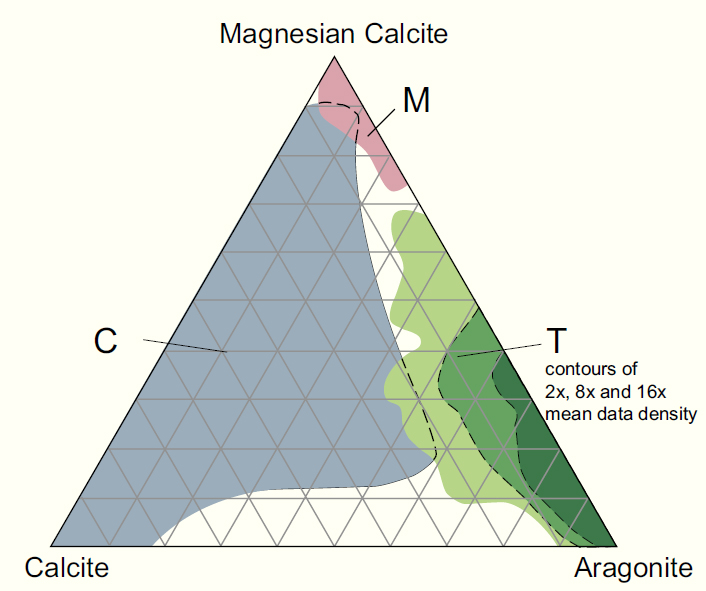 Magnesian Calcite
M
C
T
contours of
2x, 8x and 16x
mean data density
Calcite
Aragonite